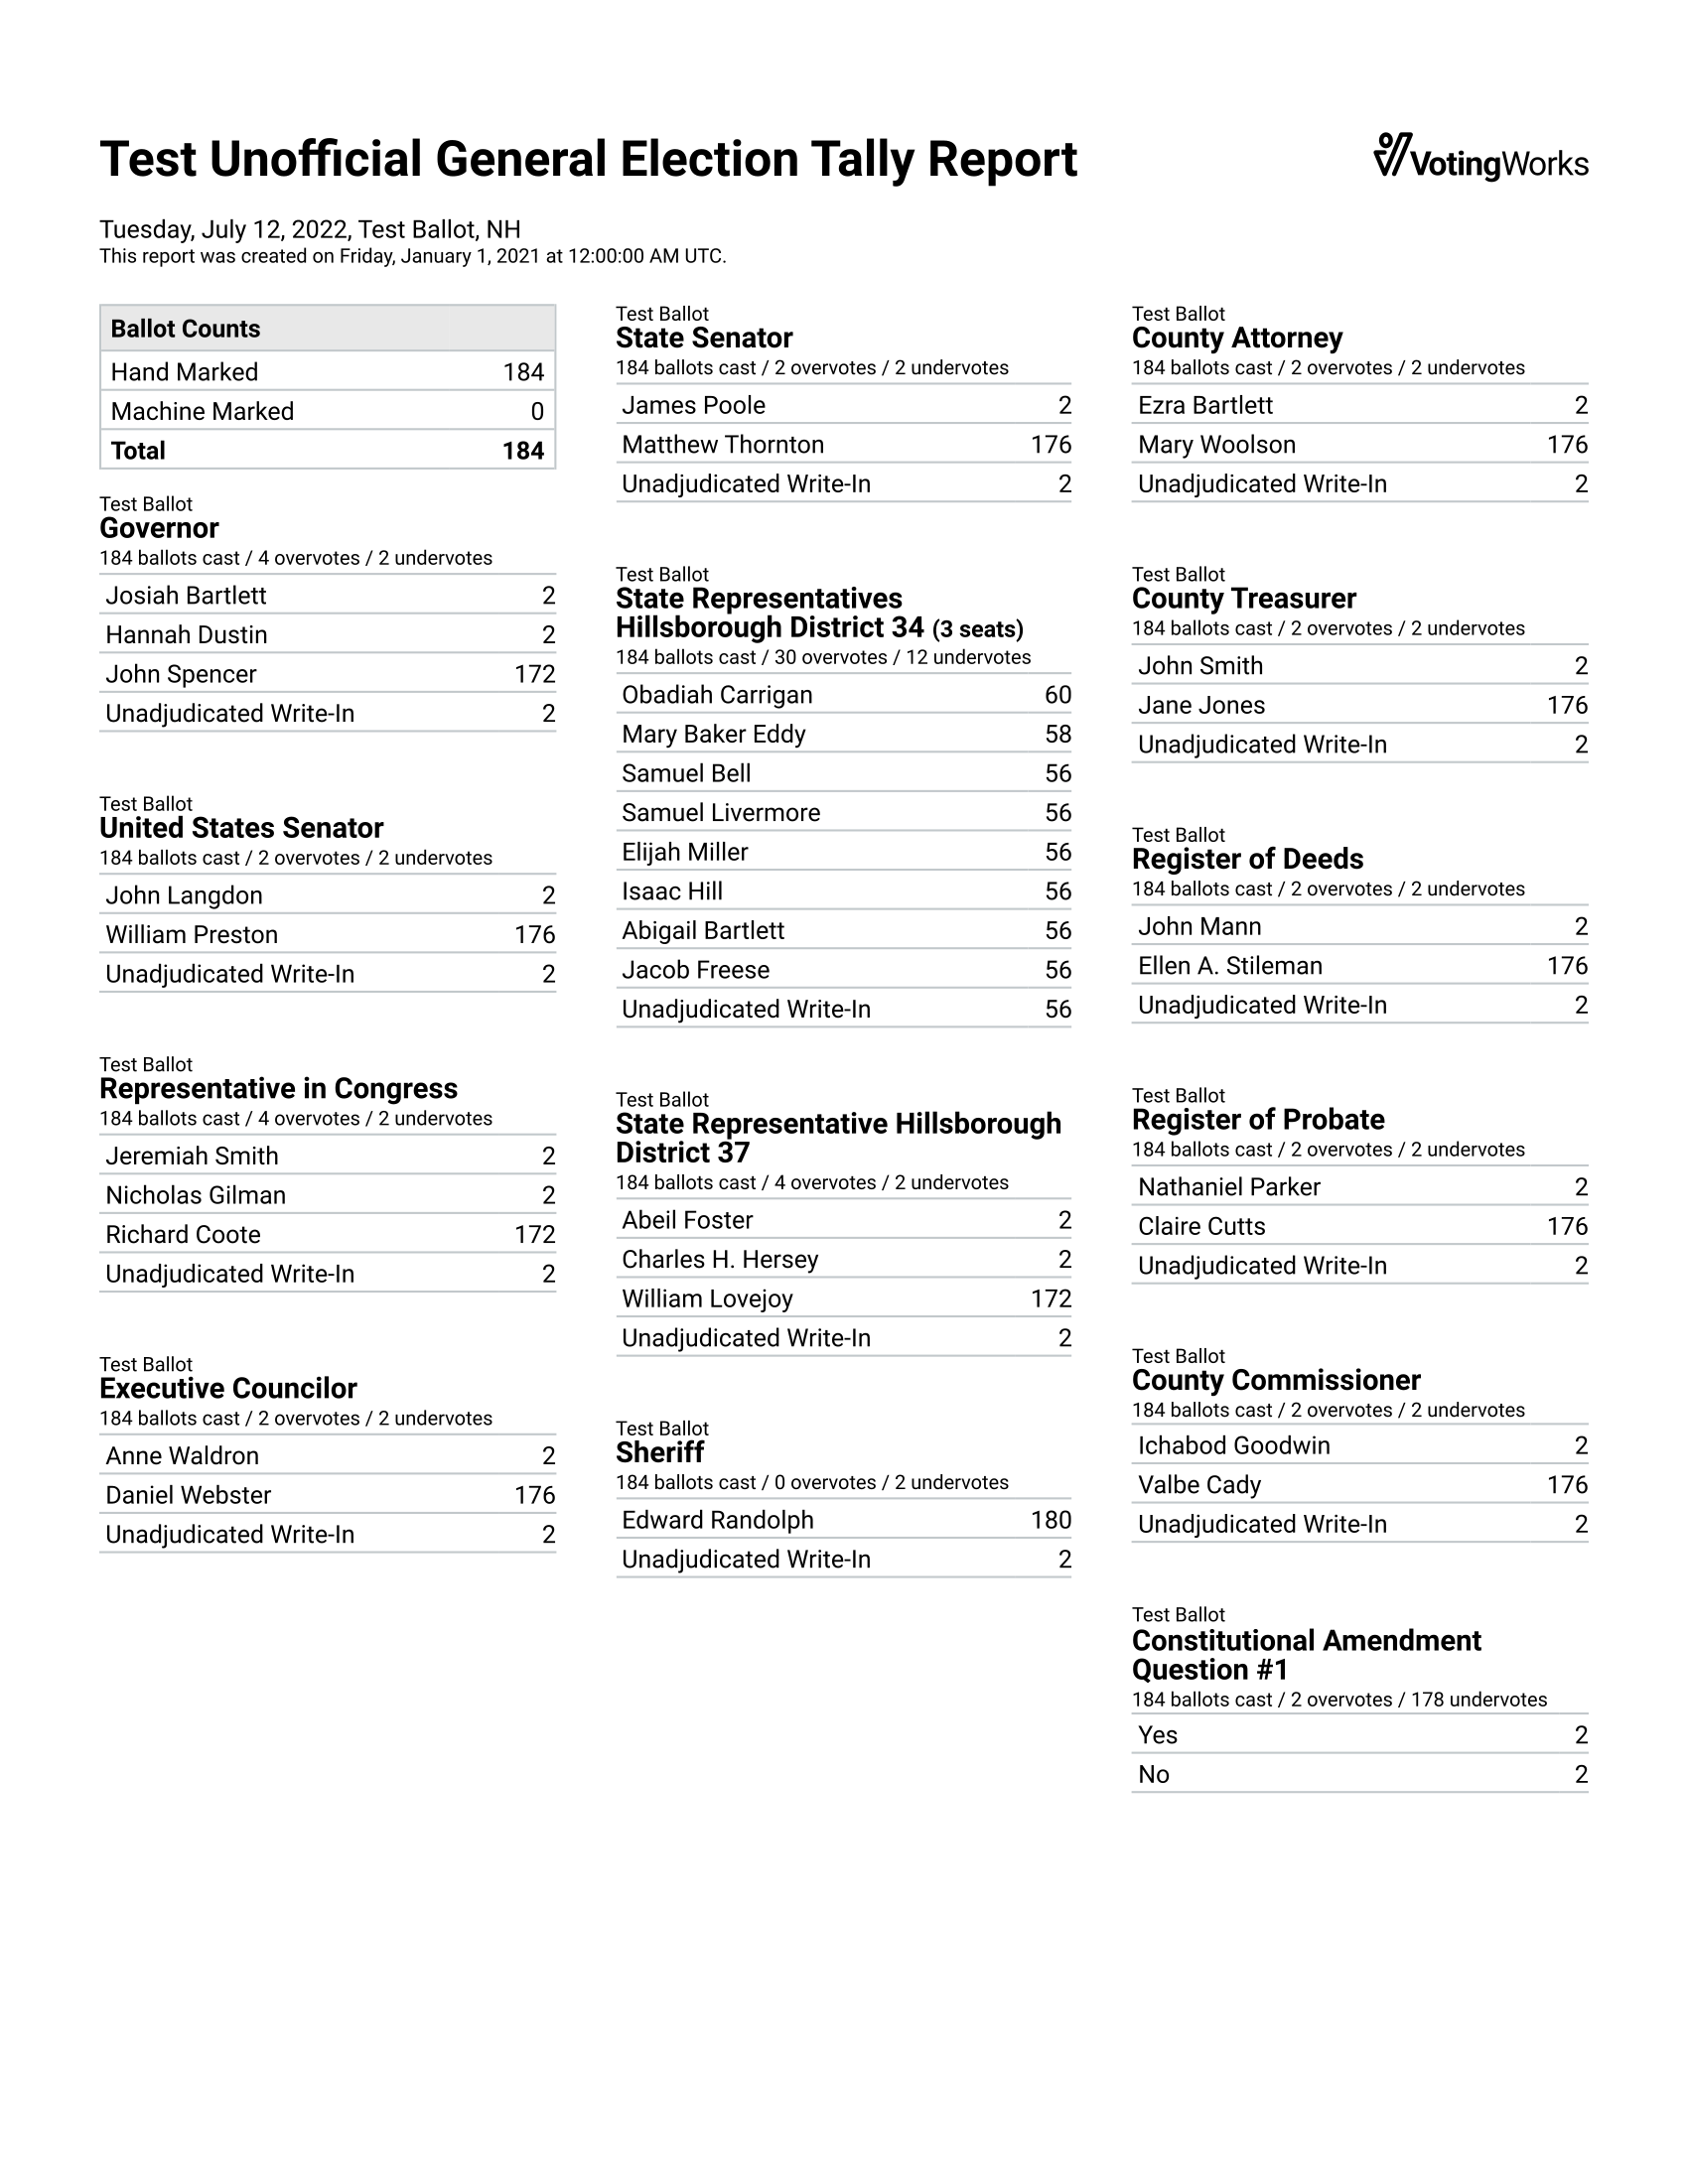 Test Unofficial General Election Tally Report
VotingWorks
Tuesday, July 12, 2022, Test Ballot, NH
This report was created on Friday, January 1, 2021 at 12:00:00 AM UTC.
Ballot Counts
Hand Marked 184
Machine Marked 0
Total 184
Test Ballot
Governor
184 ballots cast / 4 overvotes / 2 undervotes
Josiah Bartlett 2
Hannah Dustin 2
John Spencer 172
Unadjudicated Write-In 2
Test Ballot
United States Senator
184 ballots cast / 2 overvotes / 2 undervotes
John Langdon 2
William Preston 176
Unadjudicated Write-In 2
Test Ballot
Representative in Congress
184 ballots cast / 4 overvotes / 2 undervotes
Jeremiah Smith 2
Nicholas Gilman 2
Richard Coote 172
Unadjudicated Write-In 2
Test Ballot
Executive Councilor
184 ballots cast / 2 overvotes / 2 undervotes
Anne Waldron 2
Daniel Webster 176
Unadjudicated Write-In 2
Test Ballot
State Senator
184 ballots cast / 2 overvotes / 2 undervotes
James Poole 2
Matthew Thornton 176
Unadjudicated Write-In 2
Test Ballot
State Representatives
Hillsborough District 34 (3 seats)
184 ballots cast / 30 overvotes / 12 undervotes
Obadiah Carrigan 60
Mary Baker Eddy 58
Samuel Bell 56
Samuel Livermore 56
Elijah Miller 56
Isaac Hill 56
Abigail Bartlett 56
Jacob Freese 56
Unadjudicated Write-In 56
Test Ballot
State Representative Hillsborough
District 37
184 ballots cast / 4 overvotes / 2 undervotes
Abeil Foster 2
Charles H. Hersey 2
William Lovejoy 172
Unadjudicated Write-In 2
Test Ballot
Sheriff
184 ballots cast / 0 overvotes / 2 undervotes
Edward Randolph 180
Unadjudicated Write-In 2
Test Ballot
County Attorney
184 ballots cast / 2 overvotes / 2 undervotes
Ezra Bartlett 2
Mary Woolson 176
Unadjudicated Write-In 2
Test Ballot
County Treasurer
184 ballots cast / 2 overvotes / 2 undervotes
John Smith 2
Jane Jones 176
Unadjudicated Write-In 2
Test Ballot
Register of Deeds
184 ballots cast / 2 overvotes / 2 undervotes
John Mann 2
Ellen A. Stileman 176
Unadjudicated Write-In 2
Test Ballot
Register of Probate
184 ballots cast / 2 overvotes / 2 undervotes
Nathaniel Parker 2
Claire Cutts 176
Unadjudicated Write-In 2
Test Ballot
County Commissioner
184 ballots cast / 2 overvotes / 2 undervotes
Ichabod Goodwin 2
Valbe Cady 176
Unadjudicated Write-In 2
Test Ballot
Constitutional Amendment
Question #1
184 ballots cast / 2 overvotes / 178 undervotes
Yes 2
No 2